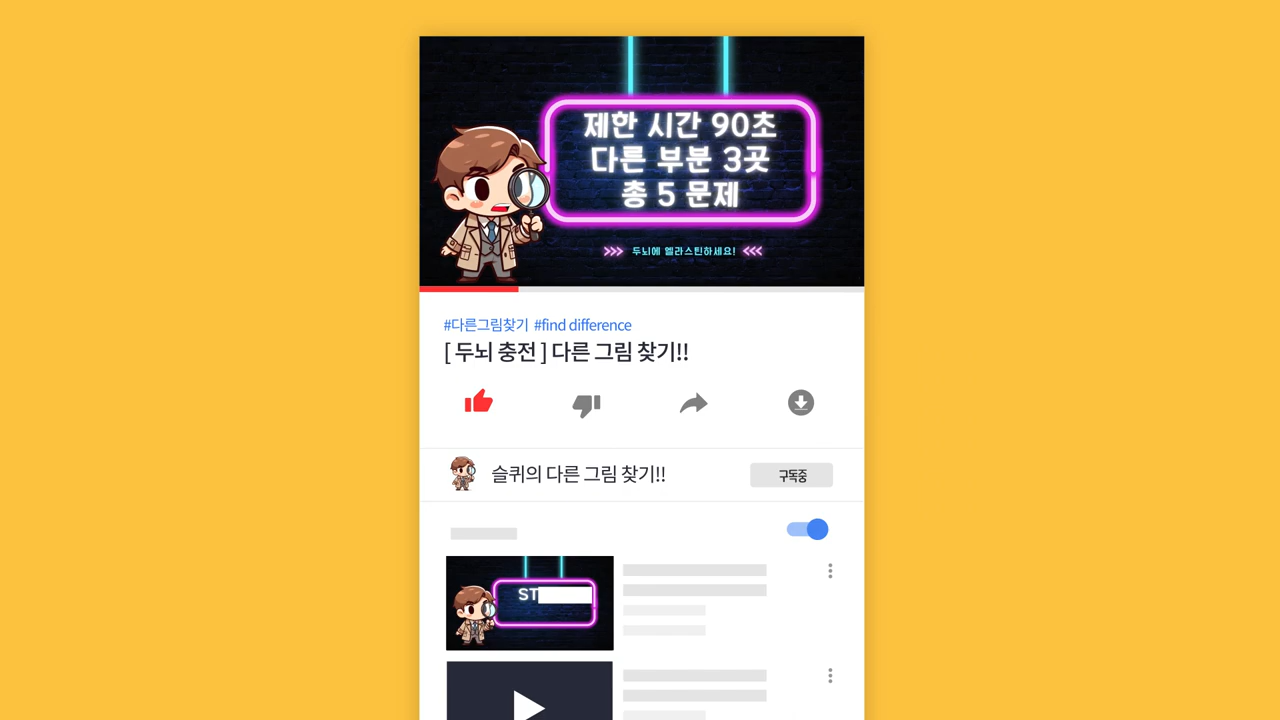 제한 시간 90초
다른 부분 3곳
총 5 문제
>>> 두뇌에 엘라스틴하세요! <<<
#다른그림찾기 #find difference
[ 두뇌 충전 ] 다른 그림 찾기!!
슬퀴의 다른 그림 찾기!!
구독중
ST